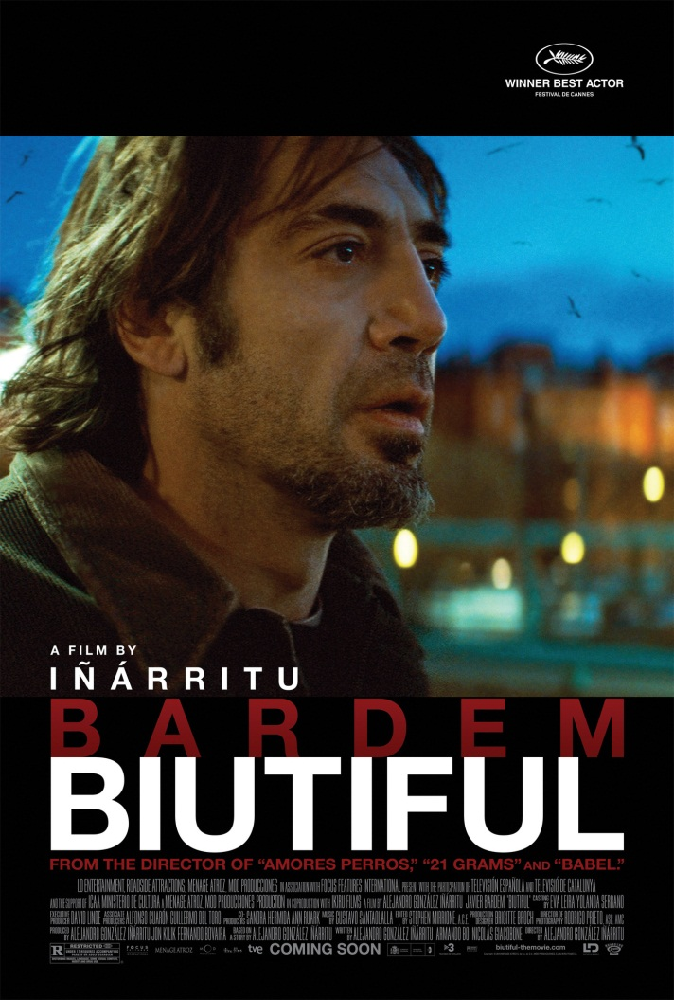 WINNER BEST ACTOR
FESTIVAL DE CANNES
A FILM BY
IÑÁRRITU
BARDEM
BIUTIFUL
FROM THE DIRECTOR OF “AMORES PERROS,” “21 GRAMS” AND “BABEL.”
LD ENTERTAINMENT, ROADSIDE ATTRACTIONS, MENAGE ATROZ, MOD PRODUCCIONES IN ASSOCIATION WITH FOCUS FEATURES INTERNATIONAL PRESENT WITH THE PARTICIPATION OF TELEVISIÓN ESPAÑOLA AND TELEVISIÓ DE CATALUNYA
AND THE SUPPORT OF ICAA MINISTERIO DE CULTURA A MENAGE ATROZ, MOD PRODUCCIONES PRODUCTION IN COPRODUCTION WITH IKIRU FILMS A FILM BY ALEJANDRO GONZÁLEZ IÑÁRRITU JAVIER BARDEM "BIUTIFUL" CASTING BY EVA LEIRA YOLANDA SERRANO
EXECUTIVE PRODUCER DAVID LINDE ASSOCIATE PRODUCERS ALFONSO CUARÓN GUILLERMO DEL TORO CO-PRODUCERS SANDRA HERMIDA ANN RUARK MUSIC BY GUSTAVO SANTAOLALLA EDITED BY STEPHEN MIRRIONE A.C.E. PRODUCTION DESIGNER BRIGITTE BROCH DIRECTOR OF PHOTOGRAPHY RODRIGO PRIETO ASC, AMC
PRODUCED BY ALEJANDRO GONZÁLEZ IÑÁRRITU JON KILIK FERNANDO BOVAIRA BASED ON A STORY BY ALEJANDRO GONZÁLEZ IÑÁRRITU WRITTEN BY ALEJANDRO GONZÁLEZ IÑÁRRITU ARMANDO BO NICOLÁS GIACOBONE DIRECTED BY ALEJANDRO GONZÁLEZ IÑÁRRITU
R RESTRICTED FOCUS MENAGEATROZ tve COMING SOON 3 biutiful-themovie.com LD